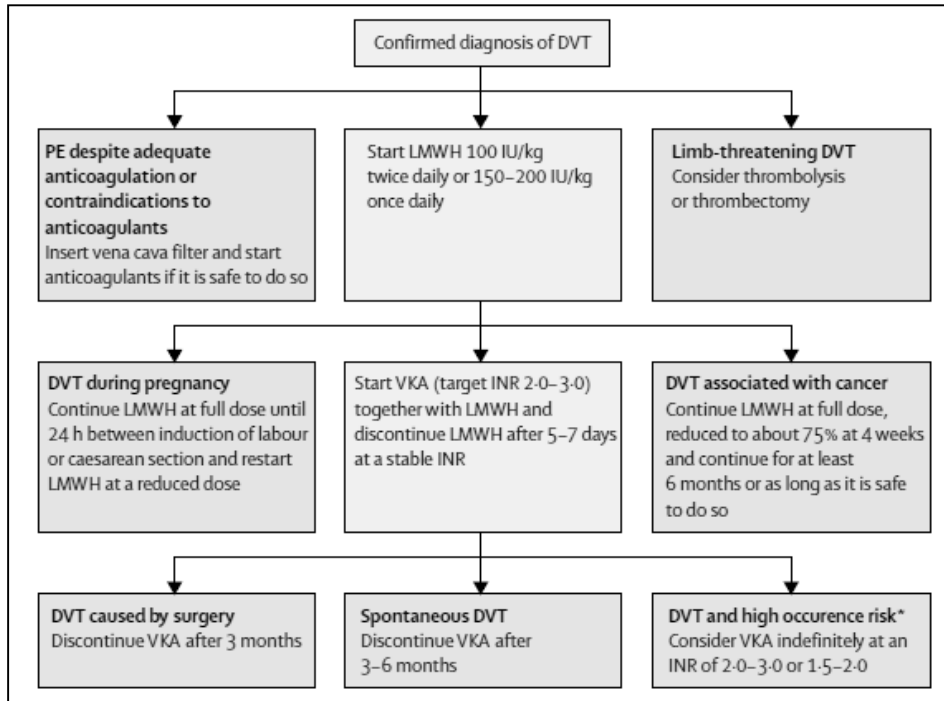 Confirmed diagnosis of DVT
PE despite adequate
anticoagulation or
contraindications to
anticoagulants
Insert vena cava filter and start
anticoagulants if it is safe to do so
Start LMWH 100 IU/kg
twice daily or 150–200 IU/kg
once daily
Limb-threatening DVT
Consider thrombolysis
or thrombectomy
DVT during pregnancy
Continue LMWH at full dose until
24 h between induction of labour
or caesarean section and restart
LMWH at a reduced dose
Start VKA (target INR 2·0–3·0)
together with LMWH and
discontinue LMWH after 5–7 days
at a stable INR
DVT associated with cancer
Continue LMWH at full dose,
reduced to about 75% at 4 weeks
and continue for at least
6 months or as long as it is safe
to do so
DVT caused by surgery
Discontinue VKA after 3 months
Spontaneous DVT
Discontinue VKA after
3–6 months
DVT and high occurence risk*
Consider VKA indefinitely at an
INR of 2·0–3·0 or 1·5–2·0